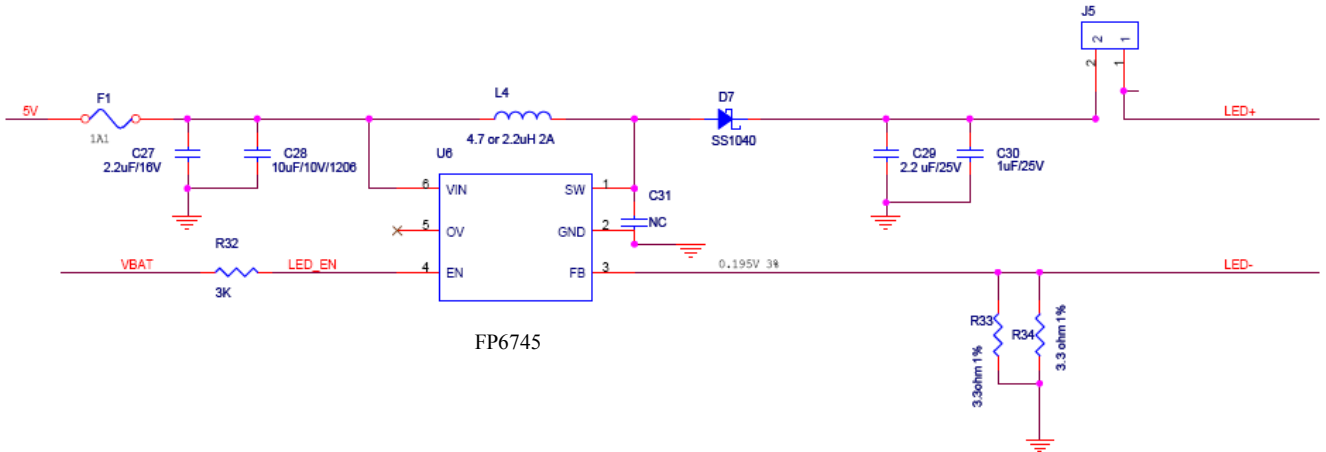 J5
2 1
2 1
5V
F1
1A1
L4
4.7 or 2.2uH 2A
D7
SS1040
LED+
C27
2.2uF/16V
C28
10uF/10V/1206
C29
2.2 uF/25V
C30
1uF/25V
U6
6 VIN SW 1
C31
NC
5 OV GND 2
4 EN FB 3
VBAT
R32
3K
LED_EN
0.195V 3%
LED-
R33
3.3ohm 1%
R34
3.3 ohm 1%
FP6745